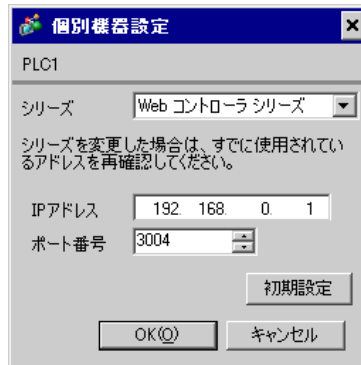 個別機器設定
PLC1
シリーズ Web コントローラ シリーズ
シリーズを変更した場合は、すでに使用されてい
るアドレスを再確認してください。
IPアドレス 192. 168. 0. 1
ポート番号 3004
初期設定
OK(O) キャンセル